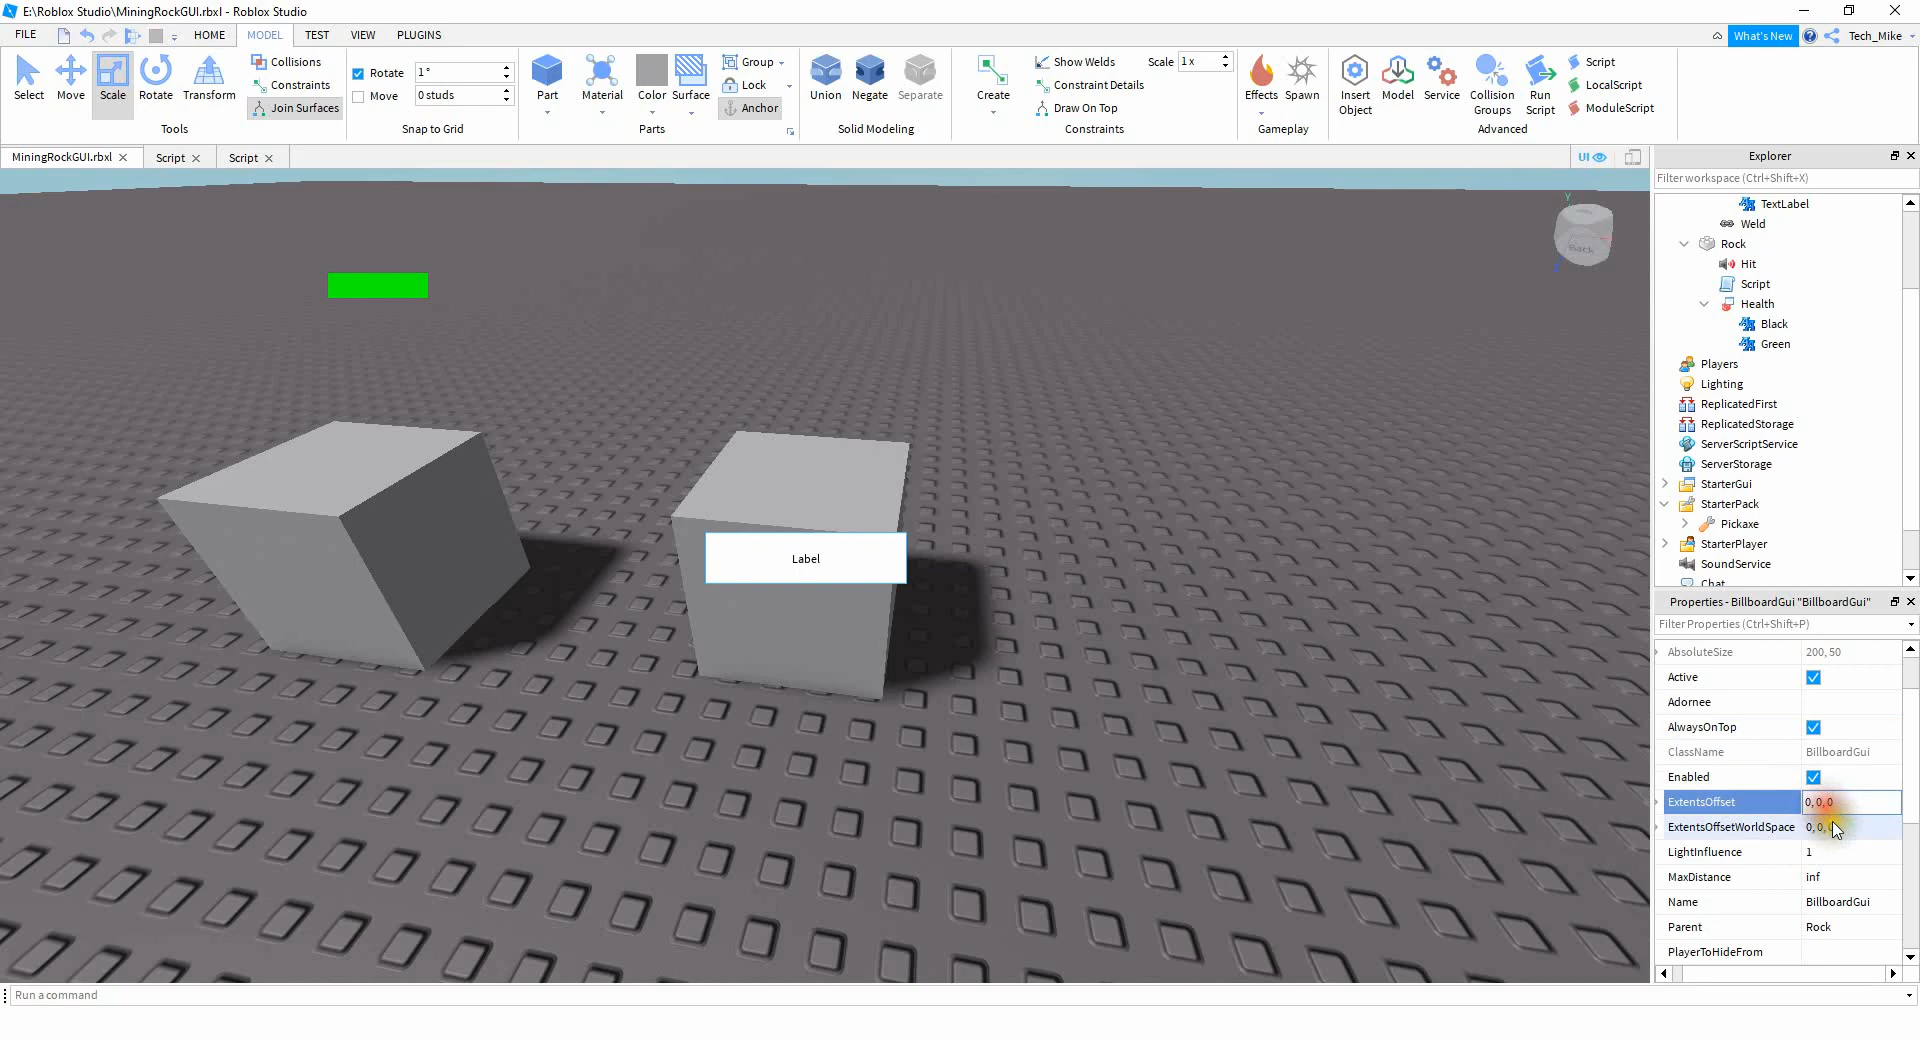 E:\Roblox Studio\MiningRockGUI.rbxl - Roblox Studio
FILE HOME MODEL TEST VIEW PLUGINS What's New Tech_Mike
Select Move Scale Rotate Transform
Collisions
Constraints
Join Surfaces
Tools
Rotate 1°
Move 0 studs
Snap to Grid
Part Material Color Surface
Group
Lock
Anchor
Parts
Union Negate Separate
Solid Modeling
Create
Show Welds Scale 1 x
Constraint Details
Draw On Top
Constraints
Effects Spawn
Gameplay
Insert Object
Model
Service
Collision Groups
Run Script
Script
LocalScript
ModuleScript
Advanced
MiningRockGUI.rbxl Script Script UI
Explorer
Filter workspace (Ctrl+Shift+X)
TextLabel
Weld
Rock
Hit
Script
Health
Black
Green
Players
Lighting
ReplicatedFirst
ReplicatedStorage
ServerScriptService
ServerStorage
StarterGui
StarterPack
Pickaxe
StarterPlayer
SoundService
Chat
Y
Back
Label
Properties - BillboardGui "BillboardGui"
Filter Properties (Ctrl+Shift+P)
AbsoluteSize 200, 50
Active
Adornee
AlwaysOnTop
ClassName BillboardGui
Enabled
ExtentsOffset 0, 0, 0
ExtentsOffsetWorldSpace 0, 0,
LightInfluence 1
MaxDistance inf
Name BillboardGui
Parent Rock
PlayerToHideFrom
Run a command